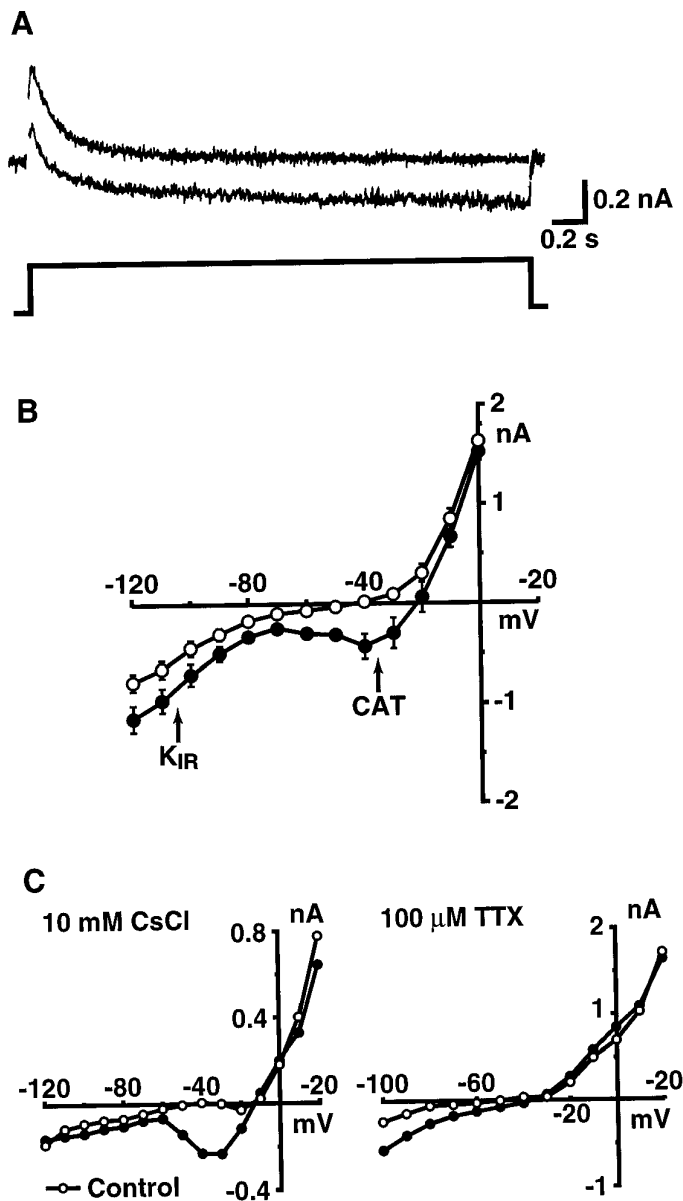 A
0.2 nA
0.2 s
B
2
nA
1
-120 -80 -40 -20
mV
-1
CAT
KIR
-2
C
10 mM CsCl nA
0.8
0.4
-120 -80 -40 -20
mV
-0.4
Control
100 μM TTX nA
2
1
-100 -60 -20
-20
mV
-1